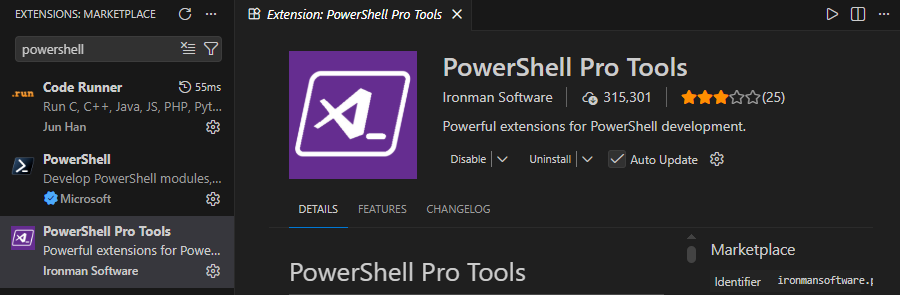 EXTENSIONS: MARKETPLACE
powershell
Code Runner 55ms
Run C, C++, Java, JS, PHP, Pyt...
Jun Han
PowerShell
Develop PowerShell modules,...
Microsoft
PowerShell Pro Tools
Powerful extensions for Powe...
Ironman Software
Extension: PowerShell Pro Tools
PowerShell Pro Tools
Ironman Software 315,301 (25)
Powerful extensions for PowerShell development.
Disable Uninstall Auto Update
DETAILS FEATURES CHANGELOG
PowerShell Pro Tools
Marketplace
Identifier ironmansoftware.p